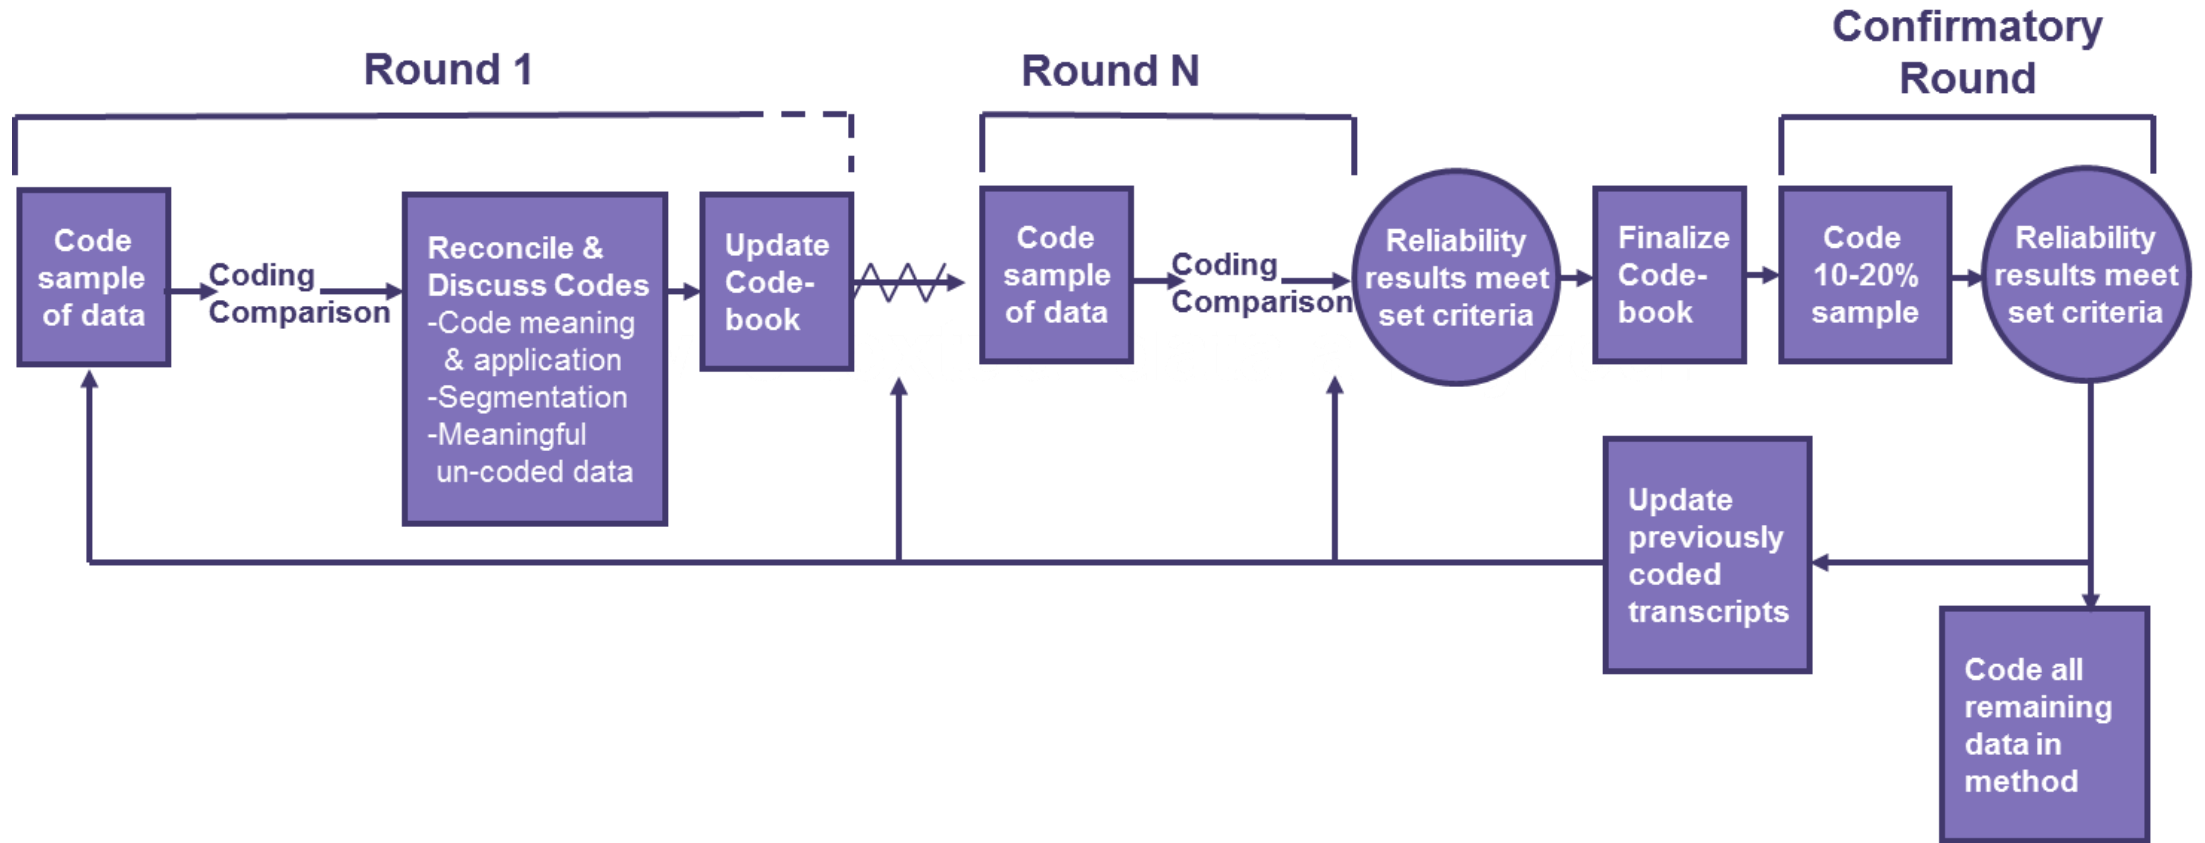 Round 1
Round N
Confirmatory
Round
Code
sample
of data
Coding
Comparison
Reconcile &
Discuss Codes
-Code meaning
& application
-Segmentation
-Meaningful
un-coded data
Update
Code-
book
Code
sample
of data
Coding
Comparison
Reliability
results meet
set criteria
Finalize
Code-
book
Code
10-20%
sample
Reliability
results meet
set criteria
Update
previously
coded
transcripts
Code all
remaining
data in
method